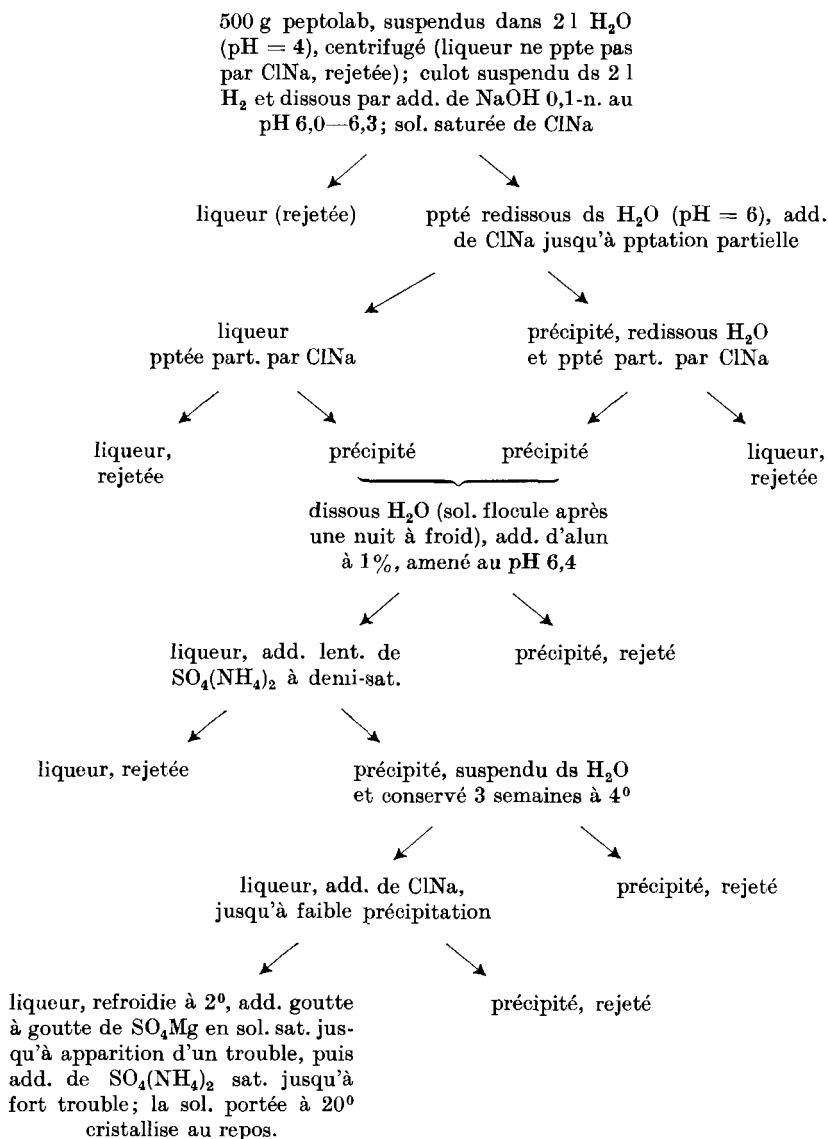 500 g peptolab, suspendus dans 2 l H₂O
(pH = 4), centrifugé (liqueur ne ppte pas
par ClNa, rejetée); culot suspendu ds 2 l
H₂ et dissous par add. de NaOH 0,1-n. au
pH 6,0—6,3; sol. saturée de ClNa
liqueur (rejetée)
ppté redissous ds H₂O (pH = 6), add.
de ClNa jusqu'à pptation partielle
liqueur
pptée part. par ClNa
précipité, redissous H₂O
et ppté part. par ClNa
liqueur,
rejetée
précipité
précipité
liqueur,
rejetée
dissous H₂O (sol. flocule après
une nuit à froid), add. d'alun
à 1%, amené au pH 6,4
liqueur, add. lent. de
SO₄(NH₄)₂ à demi-sat.
précipité, rejeté
liqueur, rejetée
précipité, suspendu ds H₂O
et conservé 3 semaines à 4⁰
liqueur, add. de ClNa,
jusqu'à faible précipitation
précipité, rejeté
liqueur, refroidie à 2⁰, add. goutte
à goutte de SO₄Mg en sol. sat. jus-
qu'à apparition d'un trouble, puis
add. de SO₄(NH₄)₂ sat. jusqu'à
fort trouble; la sol. portée à 20⁰
cristallise au repos.
précipité, rejeté